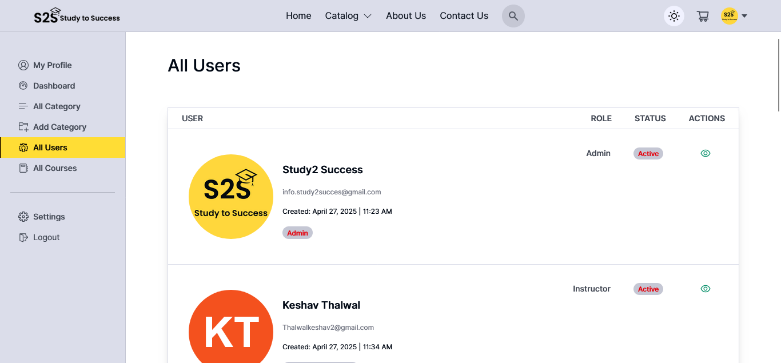 S2S Study to Success
Home Catalog About Us Contact Us
S2S
My Profile
Dashboard
All Category
Add Category
All Users
All Courses
Settings
Logout
All Users
USER ROLE STATUS ACTIONS
S2S
Study to Success
Study2 Success
info.study2succes@gmail.com
Created: April 27, 2025 | 11:23 AM
Admin
Admin Active
KT
Keshav Thalwal
Thalwalkeshav2@gmail.com
Created: April 27, 2025 | 11:34 AM
Instructor Active